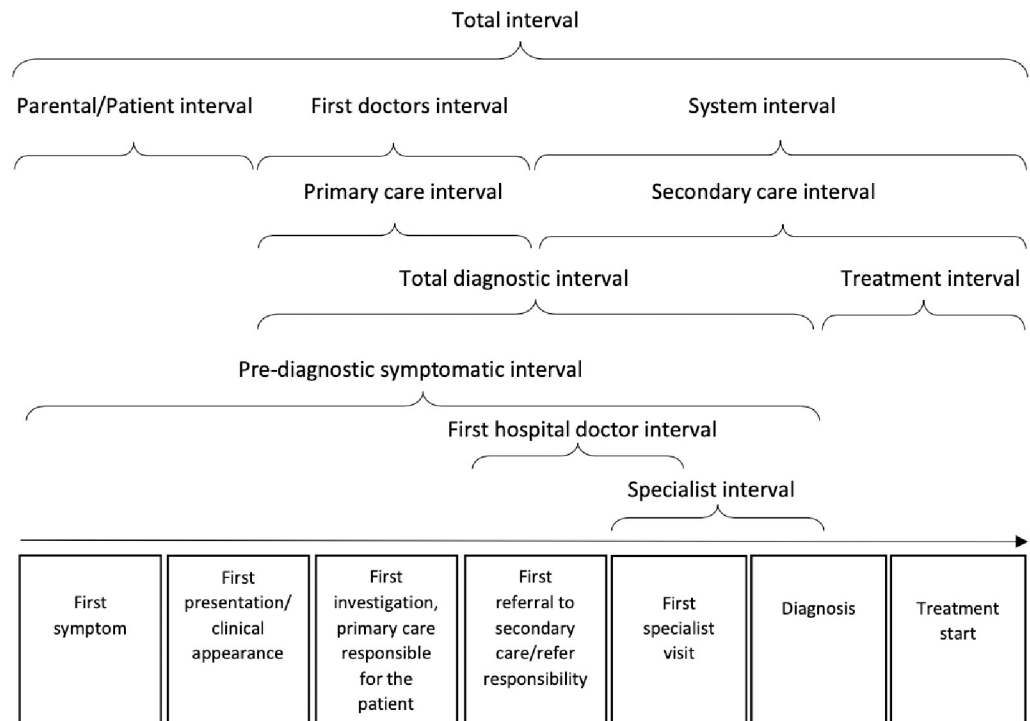 Total interval
Parental/Patient interval
First doctors interval
System interval
Primary care interval
Secondary care interval
Total diagnostic interval
Treatment interval
Pre-diagnostic symptomatic interval
First hospital doctor interval
Specialist interval
First
symptom
First
presentation/
clinical
appearance
First
investigation,
primary care
responsible
for the
patient
First
referral to
secondary
care/refer
responsibility
First
specialist
visit
Diagnosis
Treatment
start